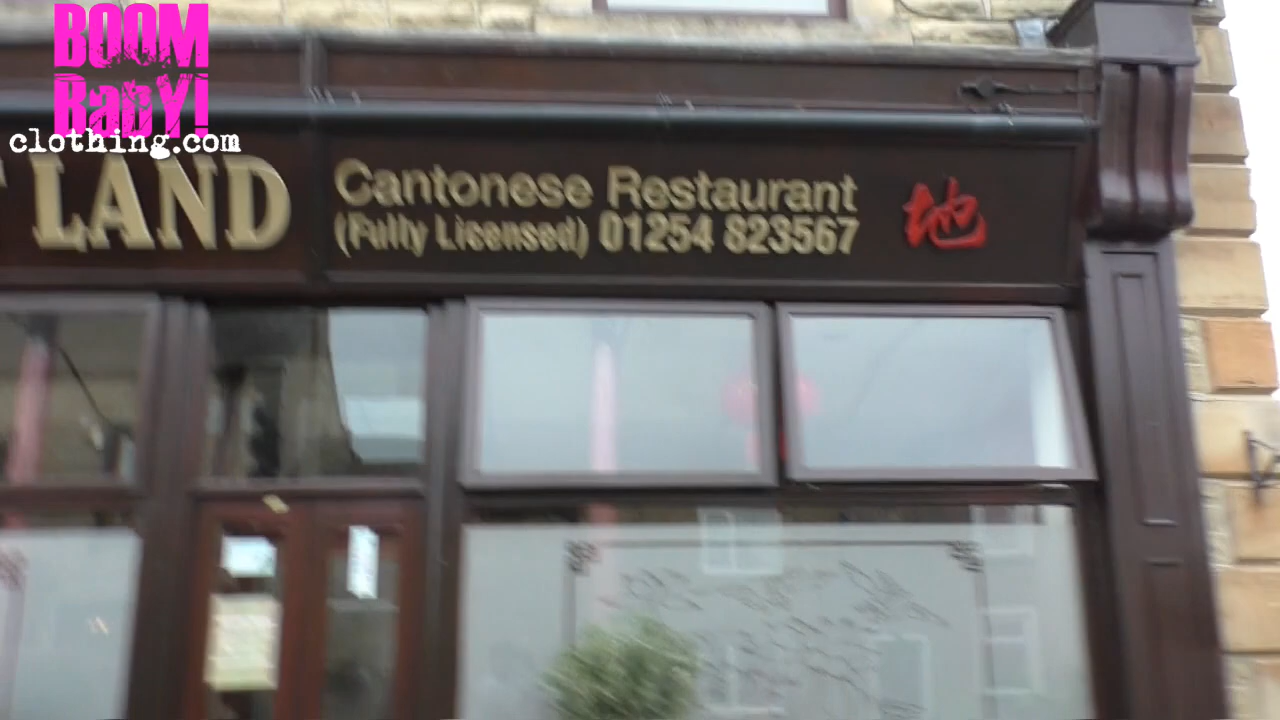 BOOM
BabY!
clothing.com
LAND
Cantonese Restaurant
(Fully Licensed) 01254 823567
地